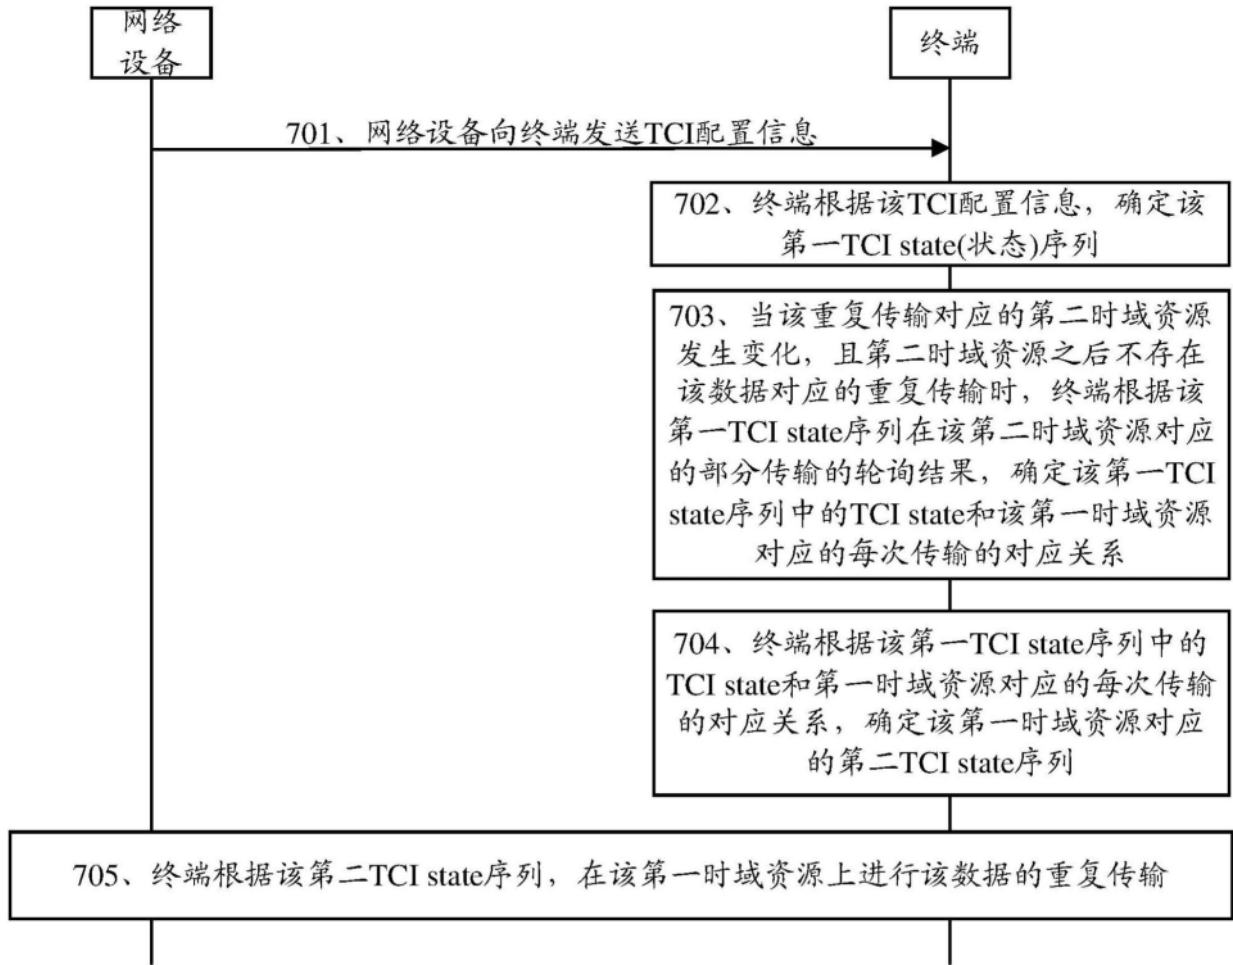 网络
设备
终端
701、网络设备向终端发送TCI配置信息
702、终端根据该TCI配置信息，确定该
第一TCI state(状态)序列
703、当该重复传输对应的第二时域资源
发生变化，且第二时域资源之后不存在
该数据对应的重复传输时，终端根据该
第一TCI state序列在该第二时域资源对应
的部分传输的轮询结果，确定该第一TCI
state序列中的TCI state和该第一时域资源
对应的每次传输的对应关系
704、终端根据该第一TCI state序列中的
TCI state和第一时域资源对应的每次传输
的对应关系，确定该第一时域资源对应
的第二TCI state序列
705、终端根据该第二TCI state序列，在该第一时域资源上进行该数据的重复传输